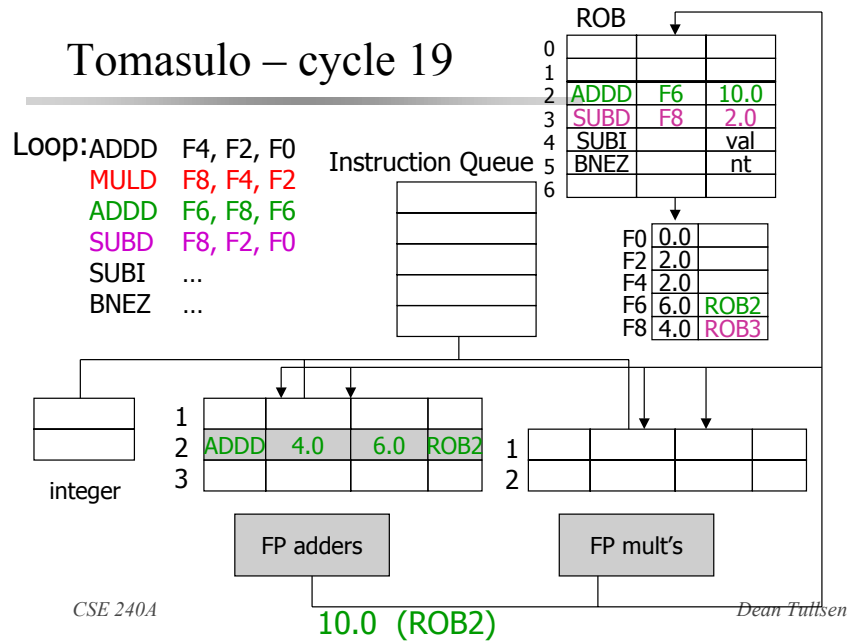 Tomasulo – cycle 19
ROB
0
1
2 ADDD F6 10.0
3 SUBD F8 2.0
4 SUBI val
5 BNEZ nt
6
Loop: ADDD F4, F2, F0
MULD F8, F4, F2
ADDD F6, F8, F6
SUBD F8, F2, F0
SUBI ...
BNEZ ...
Instruction Queue
F0 0.0
F2 2.0
F4 2.0
F6 6.0 ROB2
F8 4.0 ROB3
integer
1
2 ADDD 4.0 6.0 ROB2
3
1
2
FP adders
FP mult's
10.0 (ROB2)
CSE 240A
Dean Tullsen